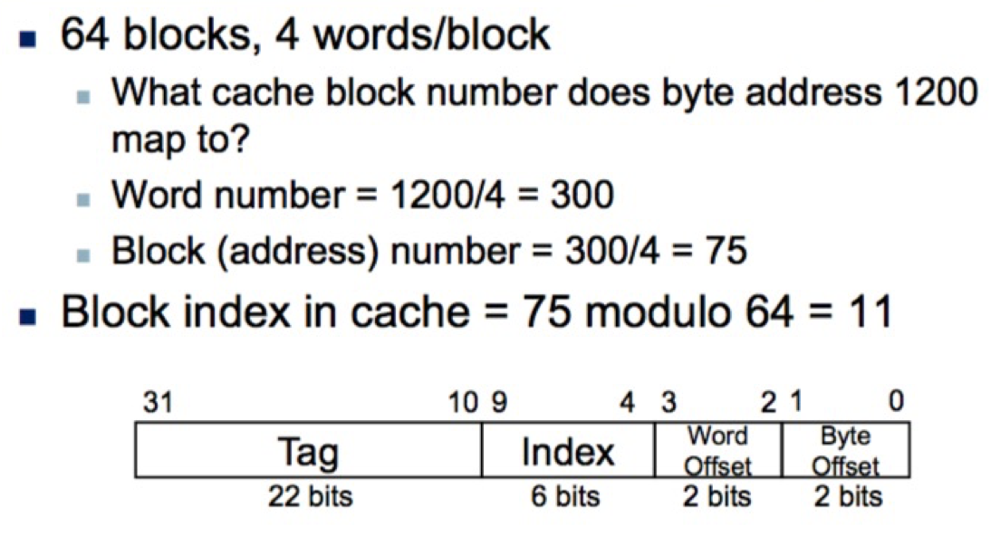 64 blocks, 4 words/block
What cache block number does byte address 1200
map to?
Word number = 1200/4 = 300
Block (address) number = 300/4 = 75
Block index in cache = 75 modulo 64 = 11
31 10 9 4 3 2 1 0
Tag Index Word Offset Byte Offset
22 bits 6 bits 2 bits 2 bits